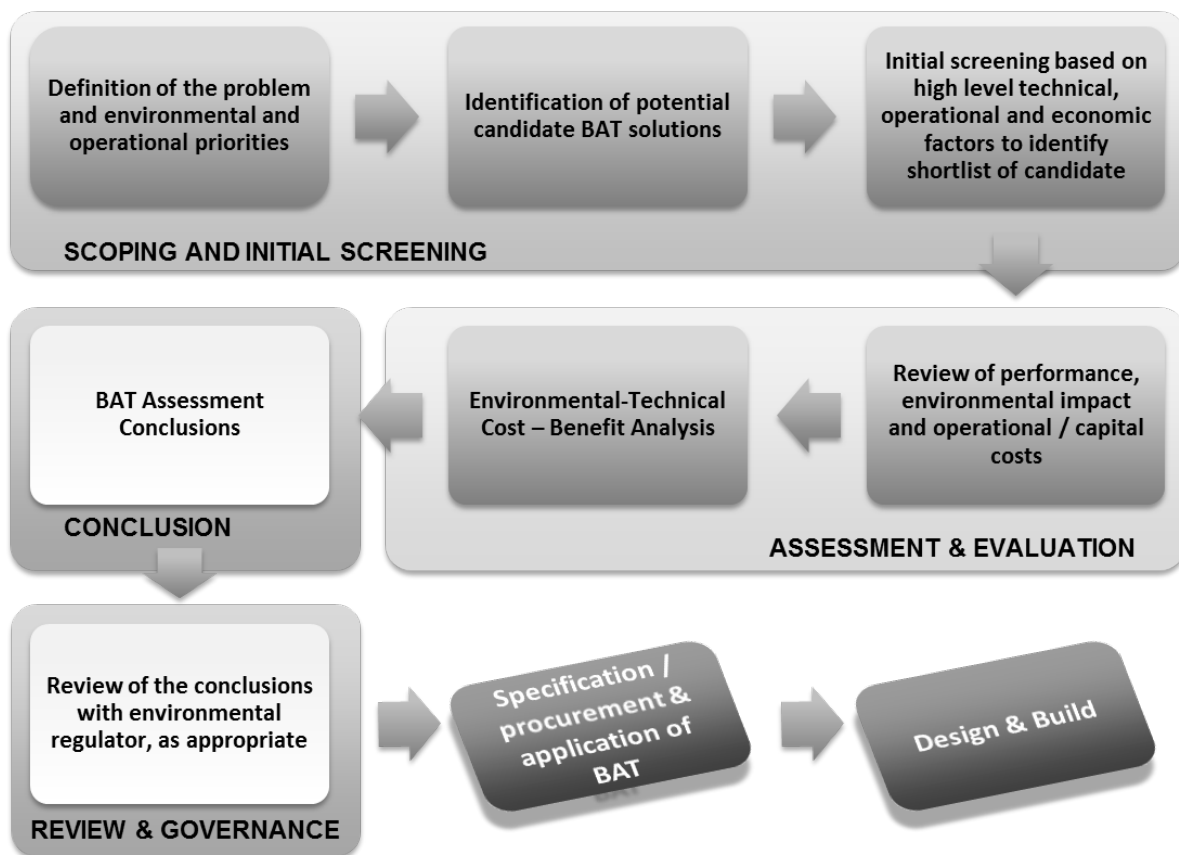 Definition of the problem
and environmental and
operational priorities
Identification of potential
candidate BAT solutions
Initial screening based on
high level technical,
operational and economic
factors to identify
shortlist of candidate
SCOPING AND INITIAL SCREENING
Review of performance,
environmental impact
and operational / capital
costs
Environmental-Technical
Cost – Benefit Analysis
ASSESSMENT & EVALUATION
BAT Assessment
Conclusions
CONCLUSION
Review of the conclusions
with environmental
regulator, as appropriate
REVIEW & GOVERNANCE
Specification /
procurement &
application of
BAT
Design & Build